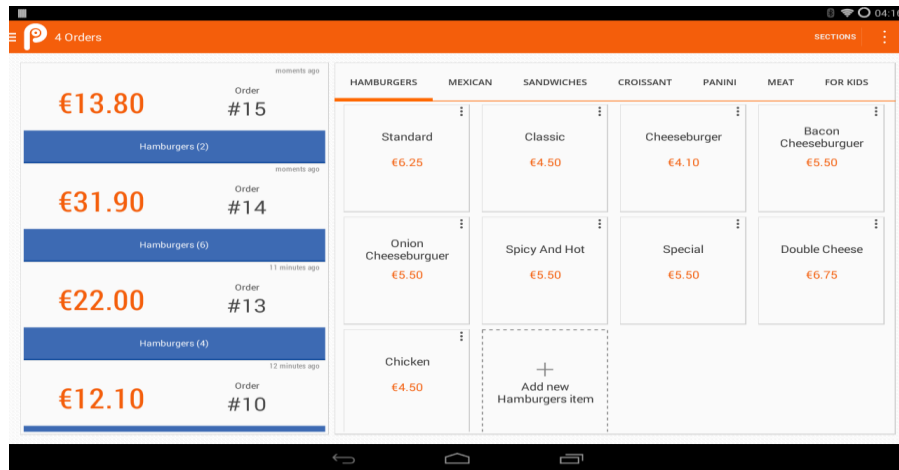 04:16
4 Orders
SECTIONS
moments ago
€13.80
Order
#15
Hamburgers (2)
moments ago
€31.90
Order
#14
Hamburgers (6)
11 minutes ago
€22.00
Order
#13
Hamburgers (4)
12 minutes ago
€12.10
Order
#10
HAMBURGERS MEXICAN SANDWICHES CROISSANT PANINI MEAT FOR KIDS
Standard
€6.25
Classic
€4.50
Cheeseburger
€4.10
Bacon
Cheeseburguer
€5.50
Onion
Cheeseburguer
€5.50
Spicy And Hot
€5.50
Special
€5.50
Double Cheese
€6.75
Chicken
€4.50
Add new
Hamburgers item